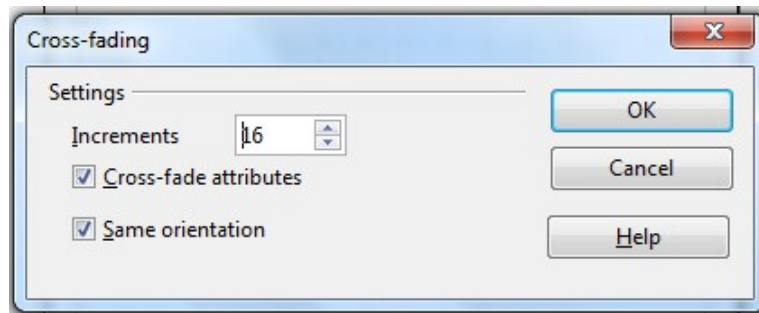 Cross-fading
Settings
Increments 16
Cross-fade attributes
Same orientation
OK
Cancel
Help